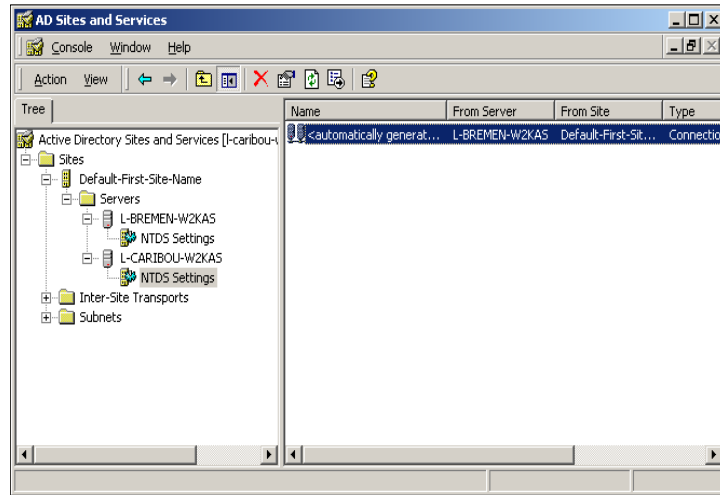 AD Sites and Services
Console Window Help
Action View
Tree
Name From Server From Site Type
Active Directory Sites and Services [l-caribou-
<automatically generat... L-BREMEN-W2KAS Default-First-Sit... Connectio
Sites
Default-First-Site-Name
Servers
L-BREMEN-W2KAS
NTDS Settings
L-CARIBOU-W2KAS
NTDS Settings
Inter-Site Transports
Subnets